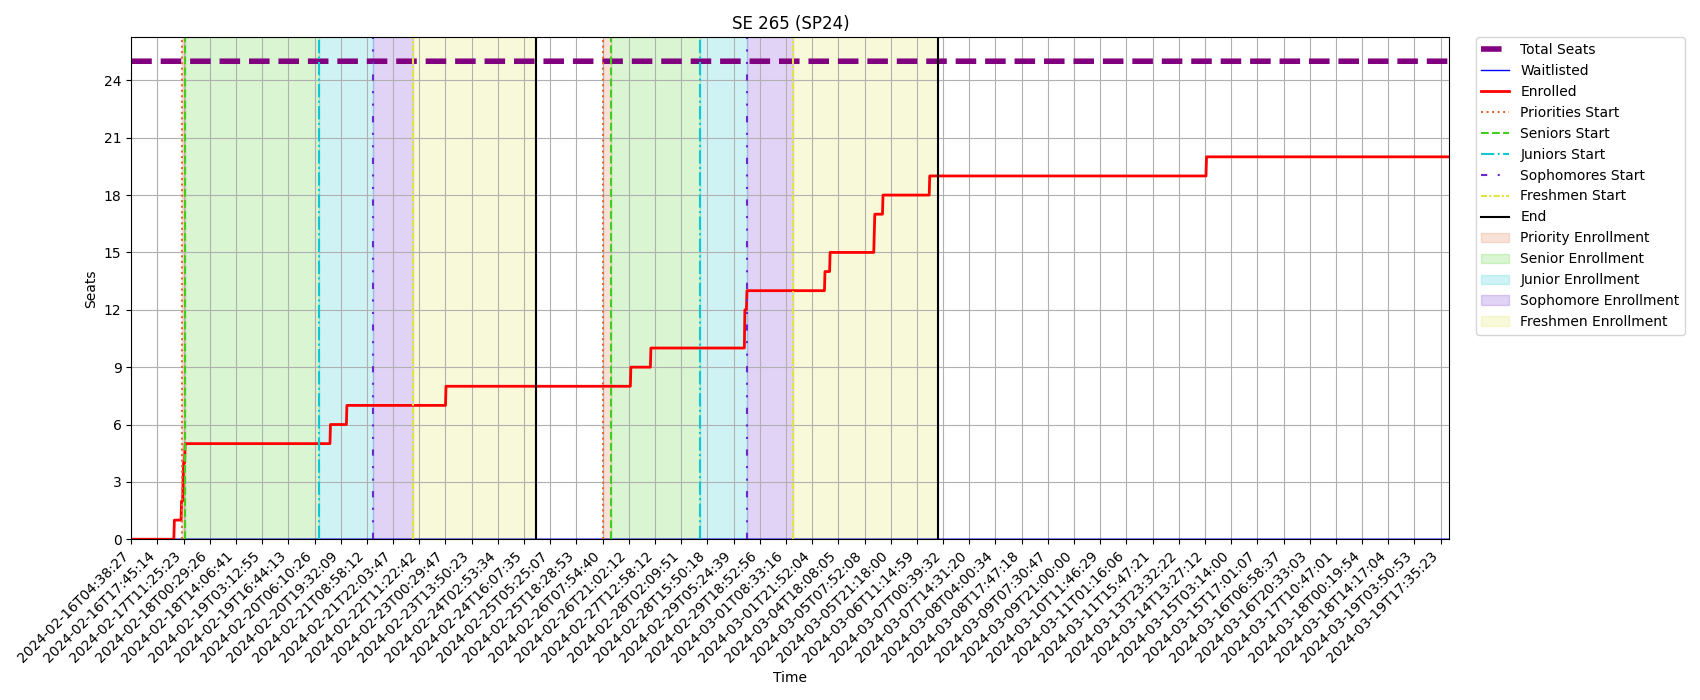 SE 265 (SP24)
Seats
24
21
18
15
12
9
6
3
0
2024-02-16T04:38:27
2024-02-16T17:45:14
2024-02-17T11:25:23
2024-02-18T00:29:26
2024-02-18T14:06:41
2024-02-19T03:12:55
2024-02-19T16:44:13
2024-02-20T06:10:26
2024-02-20T19:32:09
2024-02-21T08:58:12
2024-02-21T22:03:47
2024-02-22T11:22:42
2024-02-23T00:29:47
2024-02-23T13:50:23
2024-02-24T02:53:34
2024-02-24T16:07:35
2024-02-25T05:25:07
2024-02-25T18:28:53
2024-02-26T07:54:40
2024-02-26T21:02:12
2024-02-27T12:58:12
2024-02-28T02:09:51
2024-02-28T15:50:18
2024-02-29T05:24:39
2024-02-29T18:52:56
2024-03-01T08:33:16
2024-03-01T21:52:04
2024-03-04T18:08:05
2024-03-05T07:52:08
2024-03-05T21:18:00
2024-03-06T11:14:59
2024-03-07T00:39:32
2024-03-07T14:31:20
2024-03-08T04:00:34
2024-03-08T17:47:18
2024-03-09T07:30:47
2024-03-09T21:00:00
2024-03-10T11:46:29
2024-03-11T01:16:06
2024-03-11T15:47:21
2024-03-13T23:32:22
2024-03-14T13:27:12
2024-03-15T03:14:00
2024-03-15T17:01:07
2024-03-16T06:58:37
2024-03-16T20:33:03
2024-03-17T10:47:01
2024-03-18T00:19:54
2024-03-18T14:17:04
2024-03-19T03:50:53
2024-03-19T17:35:23
Time
Total Seats
Waitlisted
Enrolled
Priorities Start
Seniors Start
Juniors Start
Sophomores Start
Freshmen Start
End
Priority Enrollment
Senior Enrollment
Junior Enrollment
Sophomore Enrollment
Freshmen Enrollment